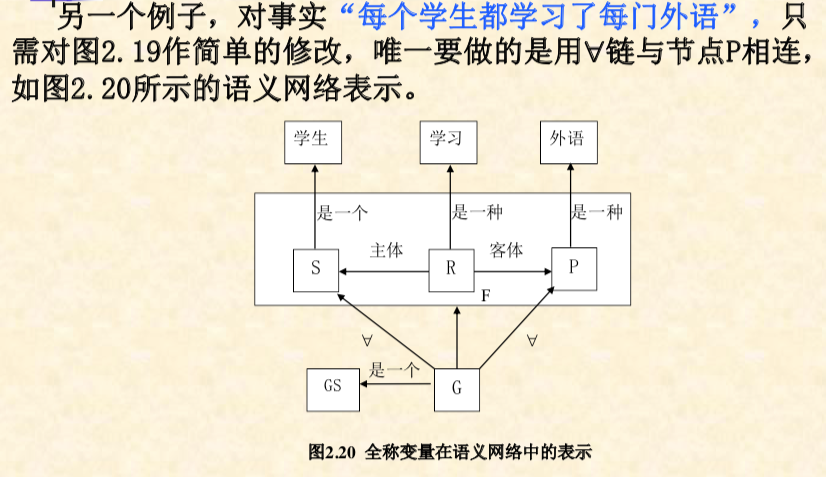 另一个例子，对事实“每个学生都学习了每门外语”，只
需对图2.19作简单的修改，唯一要做的是用∀链与节点P相连，
如图2.20所示的语义网络表示。
学生 学习 外语
是一个 是一种 是一种
主体 客体
S R P
F
∀ ∀
是一个
GS G
图2.20 全称变量在语义网络中的表示